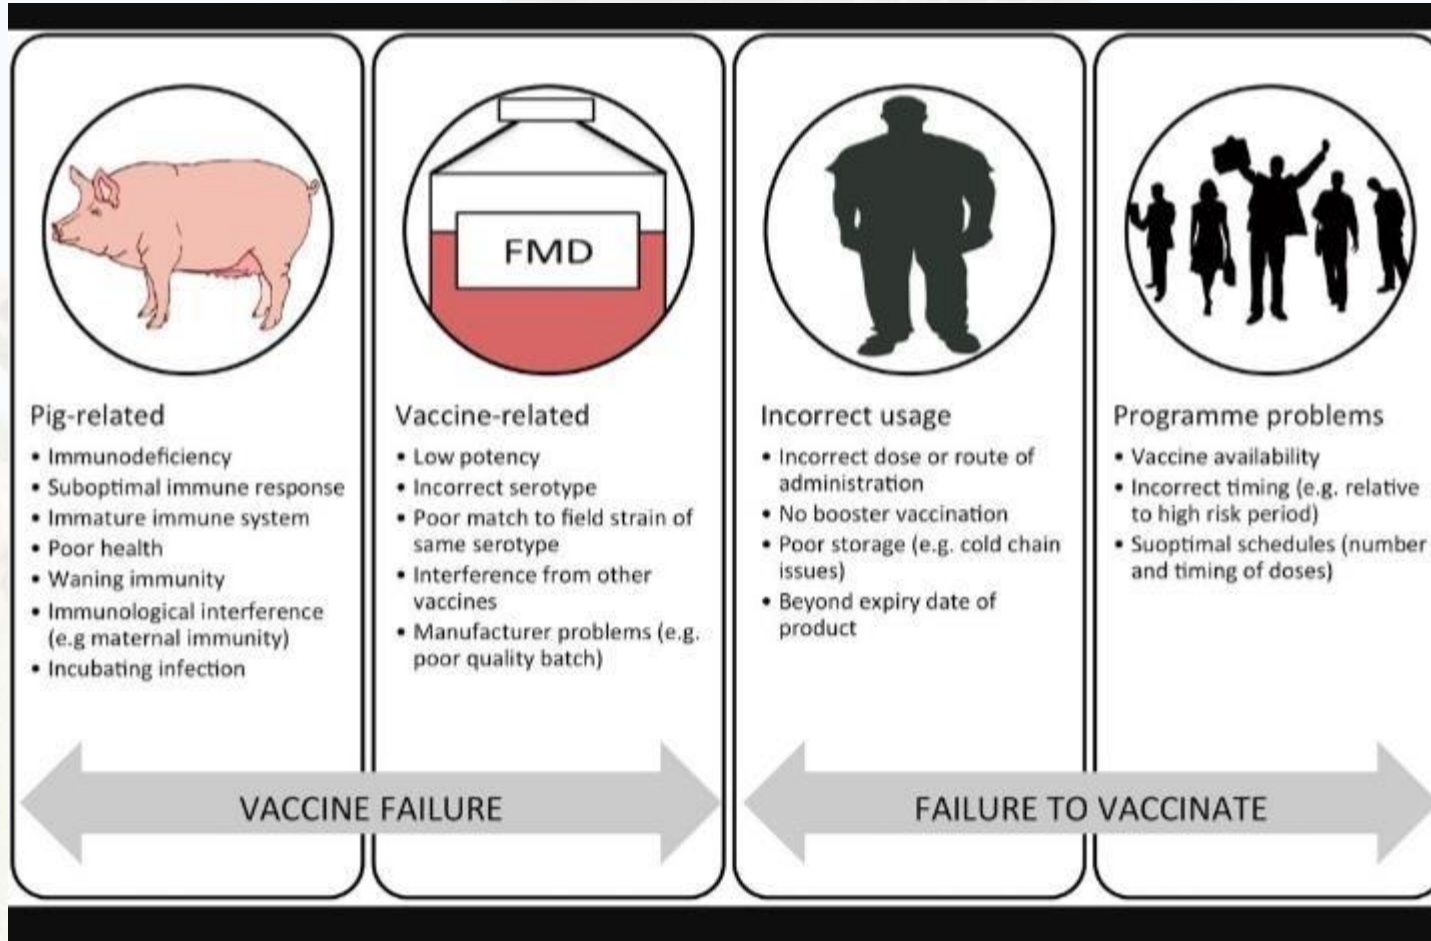 FMD
Pig-related
• Immunodeficiency
• Suboptimal immune response
• Immature immune system
• Poor health
• Waning immunity
• Immunological interference
(e.g maternal immunity)
• Incubating infection
Vaccine-related
• Low potency
• Incorrect serotype
• Poor match to field strain of
same serotype
• Interference from other
vaccines
• Manufacturer problems (e.g.
poor quality batch)
Incorrect usage
• Incorrect dose or route of
administration
• No booster vaccination
• Poor storage (e.g. cold chain
issues)
• Beyond expiry date of
product
Programme problems
• Vaccine availability
• Incorrect timing (e.g. relative
to high risk period)
• Suoptimal schedules (number
and timing of doses)
VACCINE FAILURE
FAILURE TO VACCINATE